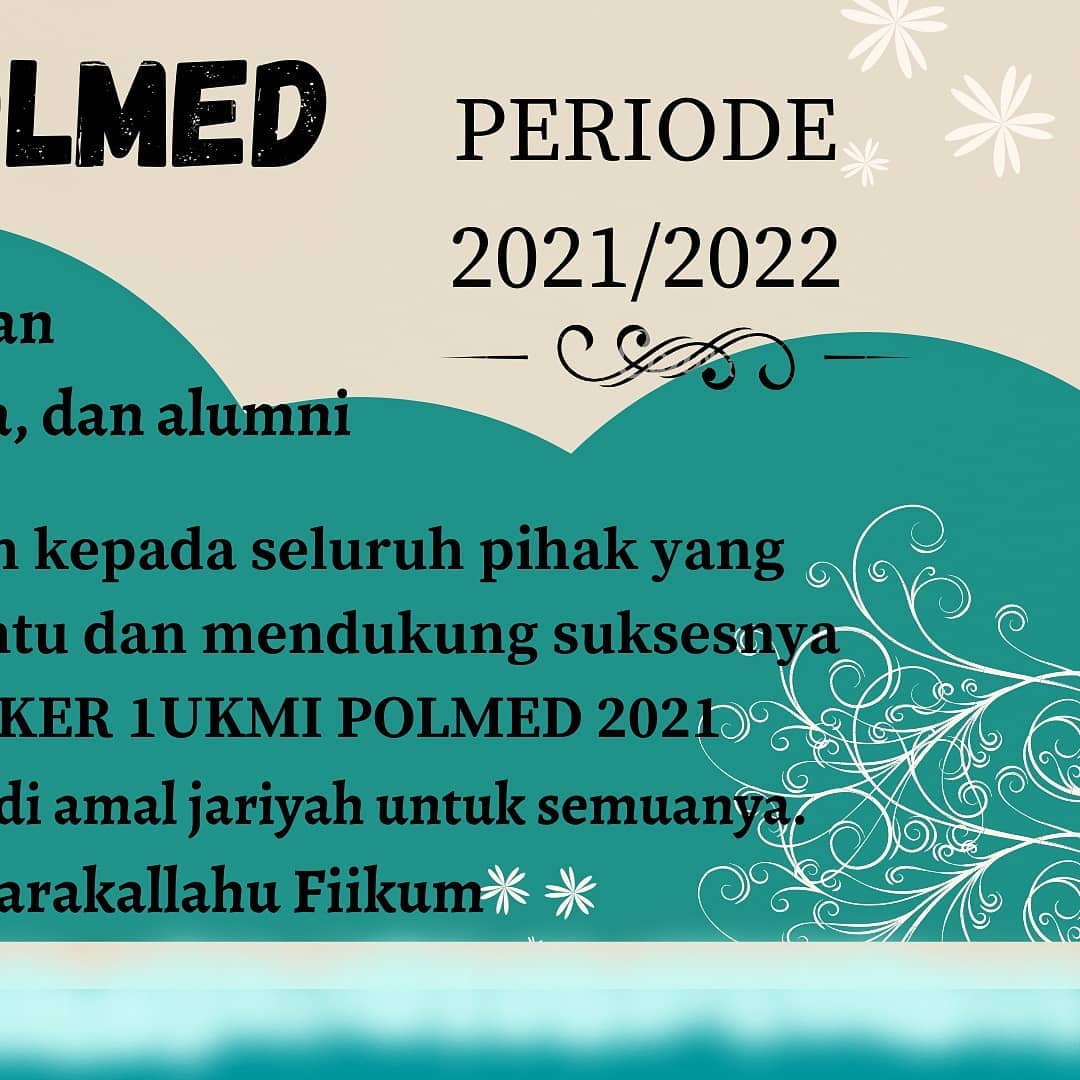 OLMED
PERIODE
2021/2022
an
a, dan alumni
n kepada seluruh pihak yang
ntu dan mendukung suksesnya
KER 1UKMI POLMED 2021
di amal jariyah untuk semuanya.
arakallahu Fiikum